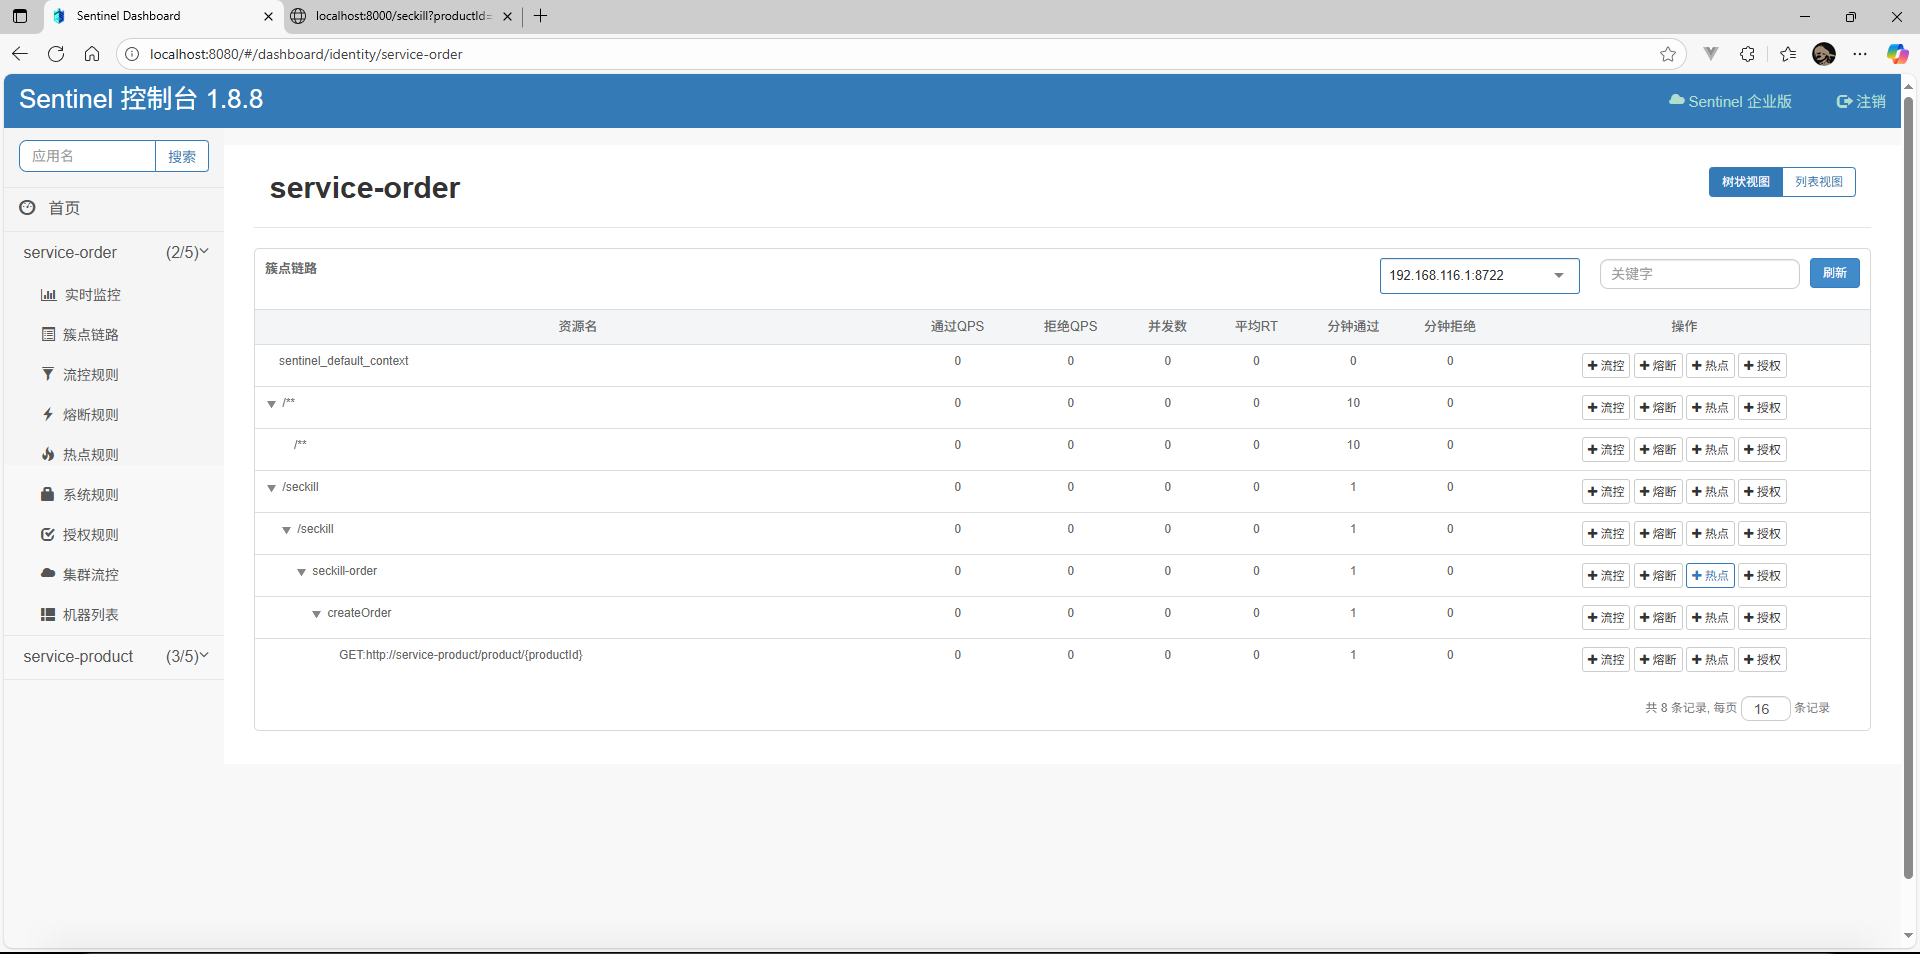 Sentinel Dashboard
localhost:8000/seckill?productId=
localhost:8080/#/dashboard/identity/service-order
Sentinel 控制台 1.8.8
Sentinel 企业版
注销
应用名
搜索
首页
service-order (2/5)
实时监控
簇点链路
流控规则
熔断规则
热点规则
系统规则
授权规则
集群流控
机器列表
service-product (3/5)
service-order
树状视图 列表视图
簇点链路
192.168.116.1:8722
关键字
刷新
资源名 通过QPS 拒绝QPS 并发数 平均RT 分钟通过 分钟拒绝 操作
sentinel_default_context 0 0 0 0 0 0 流控 熔断 热点 授权
/** 0 0 0 0 10 0 流控 熔断 热点 授权
/** 0 0 0 0 10 0 流控 熔断 热点 授权
/seckill 0 0 0 0 1 0 流控 熔断 热点 授权
/seckill 0 0 0 0 1 0 流控 熔断 热点 授权
seckill-order 0 0 0 0 1 0 流控 熔断 热点 授权
createOrder 0 0 0 0 1 0 流控 熔断 热点 授权
GET:http://service-product/product/{productId} 0 0 0 0 1 0 流控 熔断 热点 授权
共 8 条记录, 每页 16 条记录